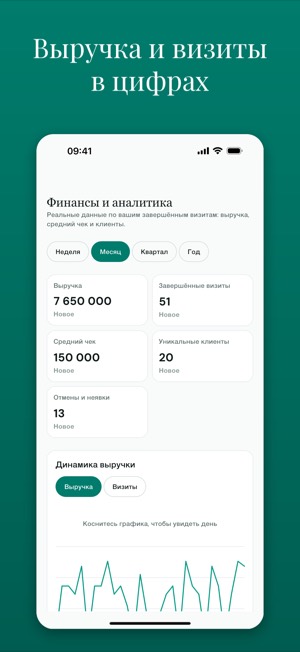 Выручка и визиты
в цифрах
09:41
Финансы и аналитика
Реальные данные по вашим завершённым визитам: выручка,
средний чек и клиенты.
Неделя Месяц Квартал Год
Выручка
7 650 000
Новое
Завершённые визиты
51
Новое
Средний чек
150 000
Новое
Уникальные клиенты
20
Новое
Отмены и неявки
13
Новое
Динамика выручки
Выручка Визиты
Коснитесь графика, чтобы увидеть день